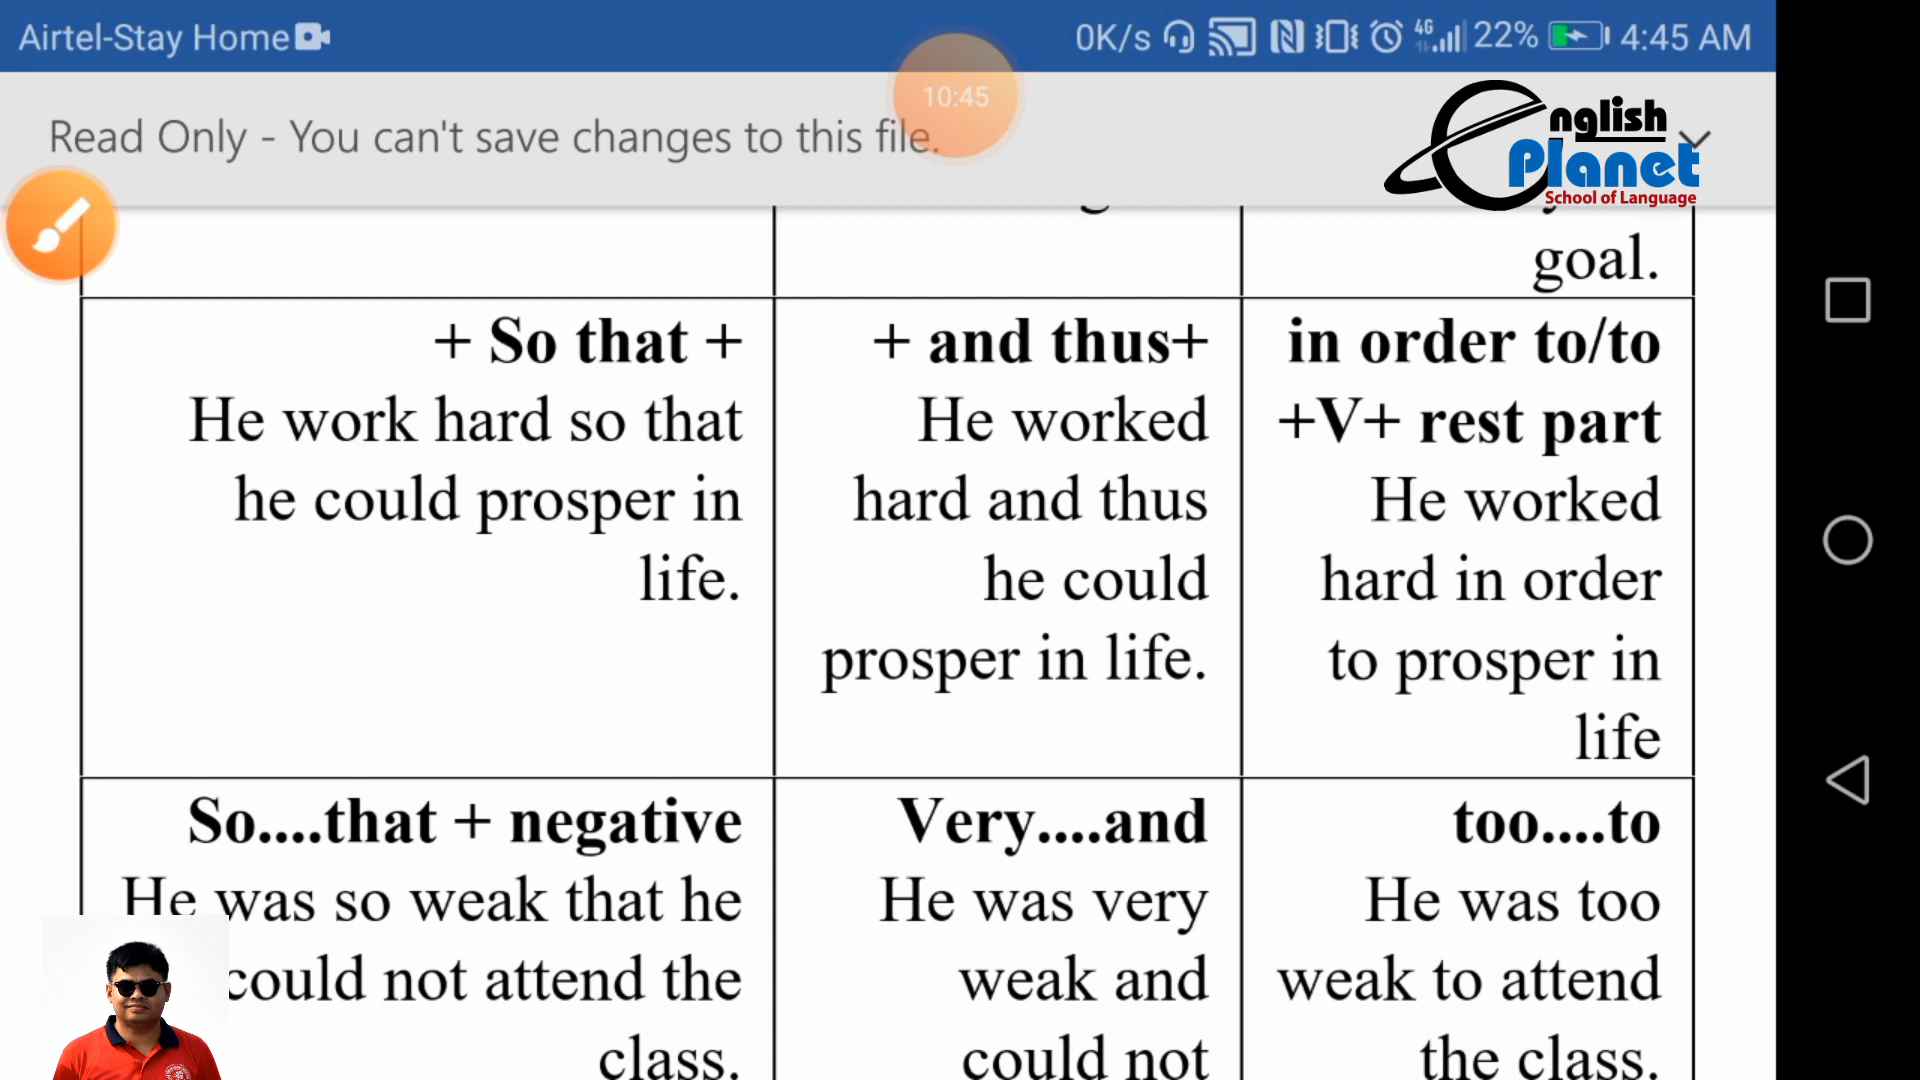 Airtel-Stay Home
0K/s 4G 22% 4:45 AM
10:45
Read Only - You can't save changes to this file.
English
Planet
School of Language
goal.
+ So that +
He work hard so that
he could prosper in
life.
+ and thus+
He worked
hard and thus
he could
prosper in life.
in order to/to
+V+ rest part
He worked
hard in order
to prosper in
life
So....that + negative
He was so weak that he
could not attend the
class.
Very....and
He was very
weak and
could not
too....to
He was too
weak to attend
the class.